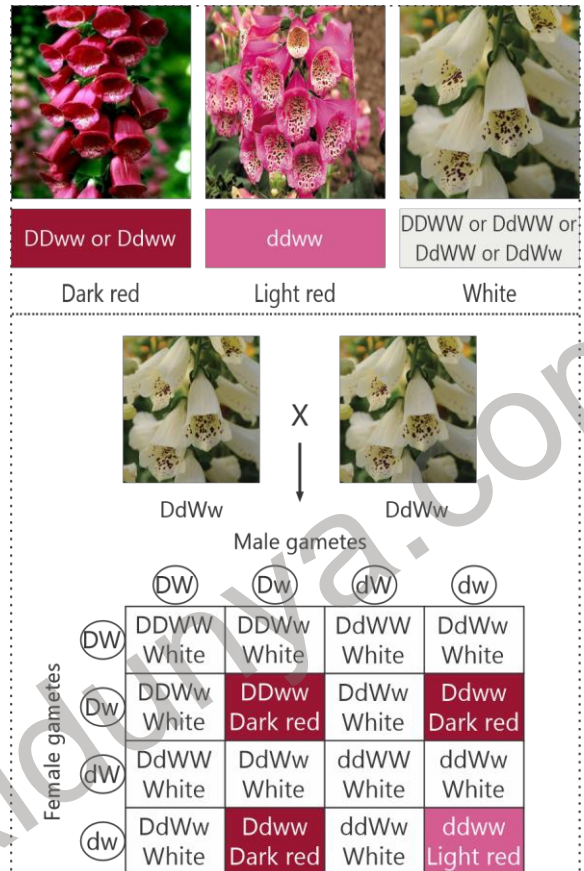 DDww or Ddww
ddww
DDWW or DdWW or
DdWW or DdWw
Dark red
Light red
White
X
DdWw
DdWw
Male gametes
DW Dw dW dw
Female gametes
DW
DDWW DDWw DdWW DdWw
White White White White
Dw
DDWw DDww DdWw Ddww
White Dark red White Dark red
dW
DdWW DdWw ddWW ddWw
White White White White
dw
DdWw Ddww ddWw ddww
White Dark red White Light red